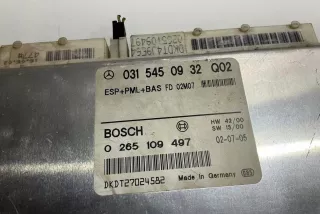 031 545 09 32 Q02
ESP+PML+BAS FD 02M07
BOSCH
HW 42/00
SW 15/00
0 265 109 497
02-07-05
DKDT27024582
Made in Germany